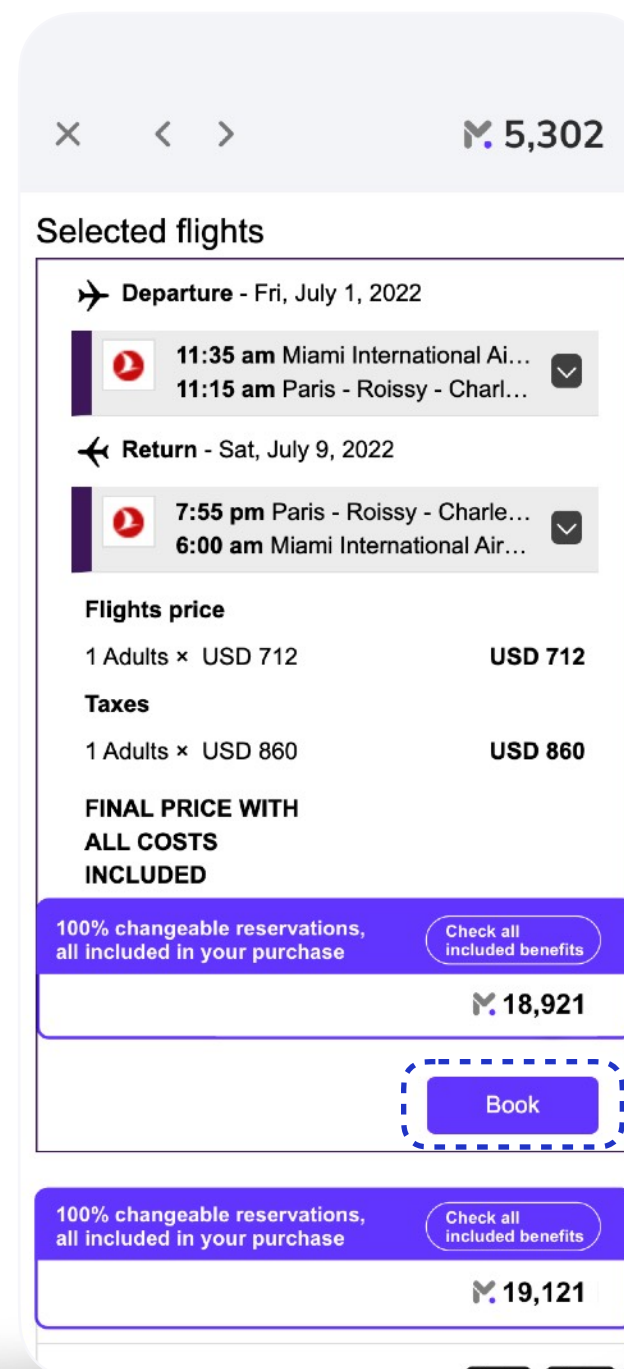 5,302
Selected flights
Departure - Fri, July 1, 2022
11:35 am Miami International Ai...
11:15 am Paris - Roissy - Charl...
Return - Sat, July 9, 2022
7:55 pm Paris - Roissy - Charle...
6:00 am Miami International Air...
Flights price
1 Adults × USD 712 USD 712
Taxes
1 Adults × USD 860 USD 860
FINAL PRICE WITH
ALL COSTS
INCLUDED
100% changeable reservations,
all included in your purchase
Check all
included benefits
M. 18,921
Book
100% changeable reservations,
all included in your purchase
Check all
included benefits
M. 19,121